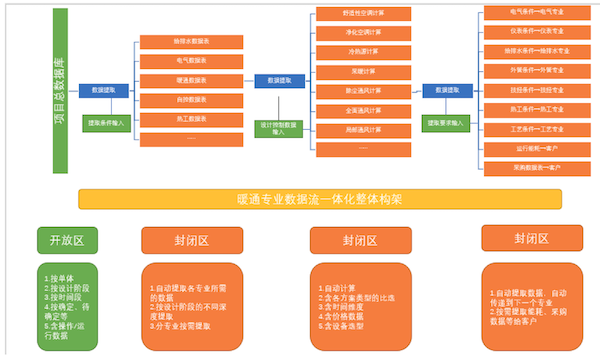 项目总数据库
数据提取
提取条件输入
给排水数据表
电气数据表
暖通数据表
自控数据表
热工数据表
……
数据提取
设计预制数据
输入
舒适性空调计算
净化空调计算
冷热源计算
采暖计算
除尘通风计算
全面通风计算
局部通风计算
……
数据提取
提取要求输入
电气条件—电气专业
仪表条件—仪表专业
给排水条件—给排水专业
外管条件—外管专业
技经条件—技经专业
热工条件—热工专业
工艺条件—工艺专业
运行能耗—客户
采购数据表—客户
暖通专业数据流一体化整体构架
开放区
封闭区
封闭区
封闭区
1.按单体
2.按设计阶段
3.按时间段
4.按确定、待
确定等
5.含操作/运
行数据
1.自动提取各专业所需
的数据
2.按设计阶段的不同深
度提取
3.分专业按需提取
1.自动计算
2.含各方案类型的比选
3.含时间维度
4.含价格数据
5.含设备选型
1.自动提取数据，自动
传递到下一个专业
2.按需提取能耗、采购
数据等给客户